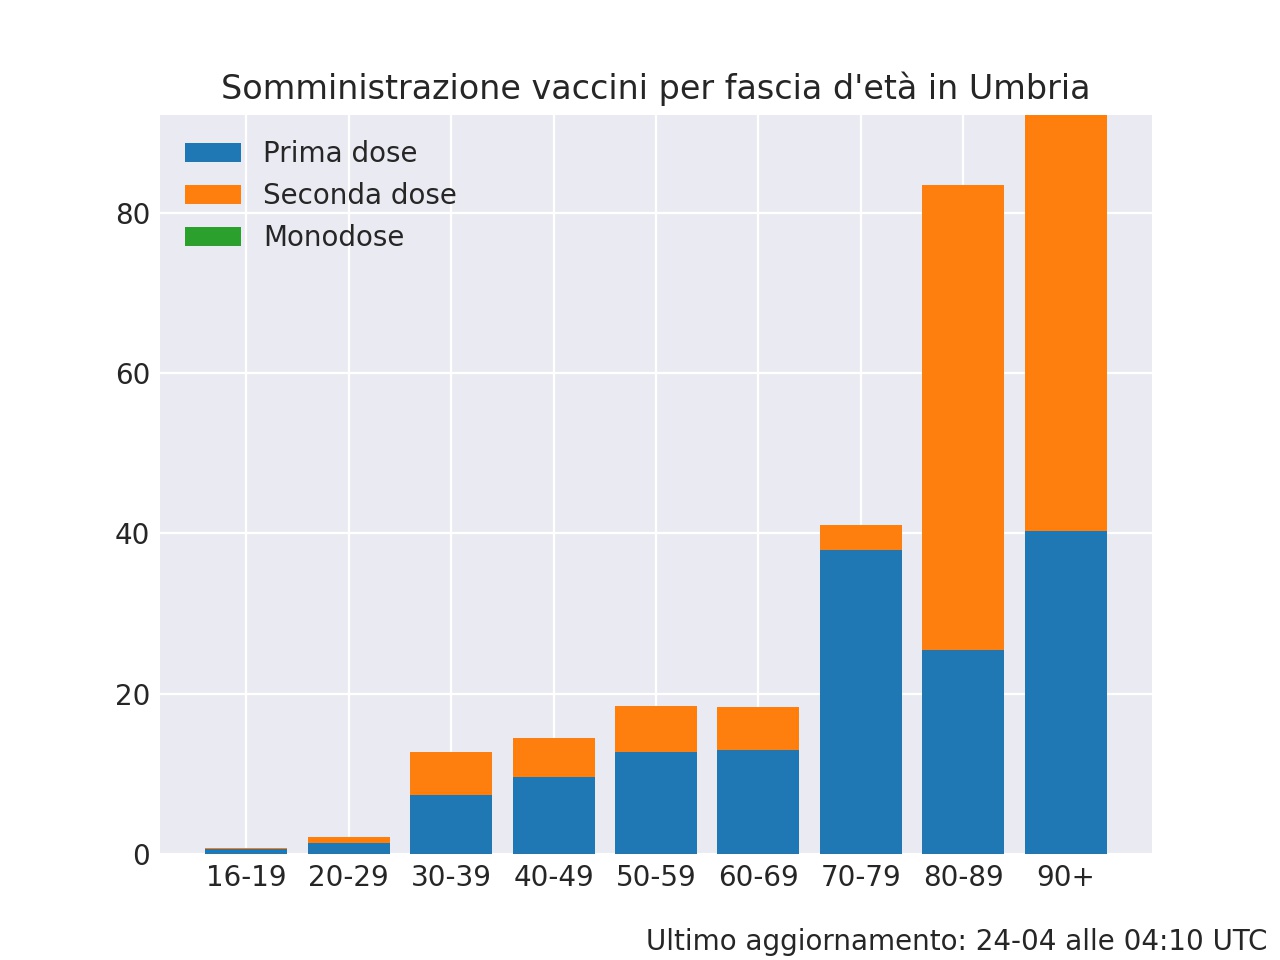 Somministrazione vaccini per fascia d'età in Umbria
Prima dose
Seconda dose
Monodose
80
60
40
20
0
16-19 20-29 30-39 40-49 50-59 60-69 70-79 80-89 90+
Ultimo aggiornamento: 24-04 alle 04:10 UTC